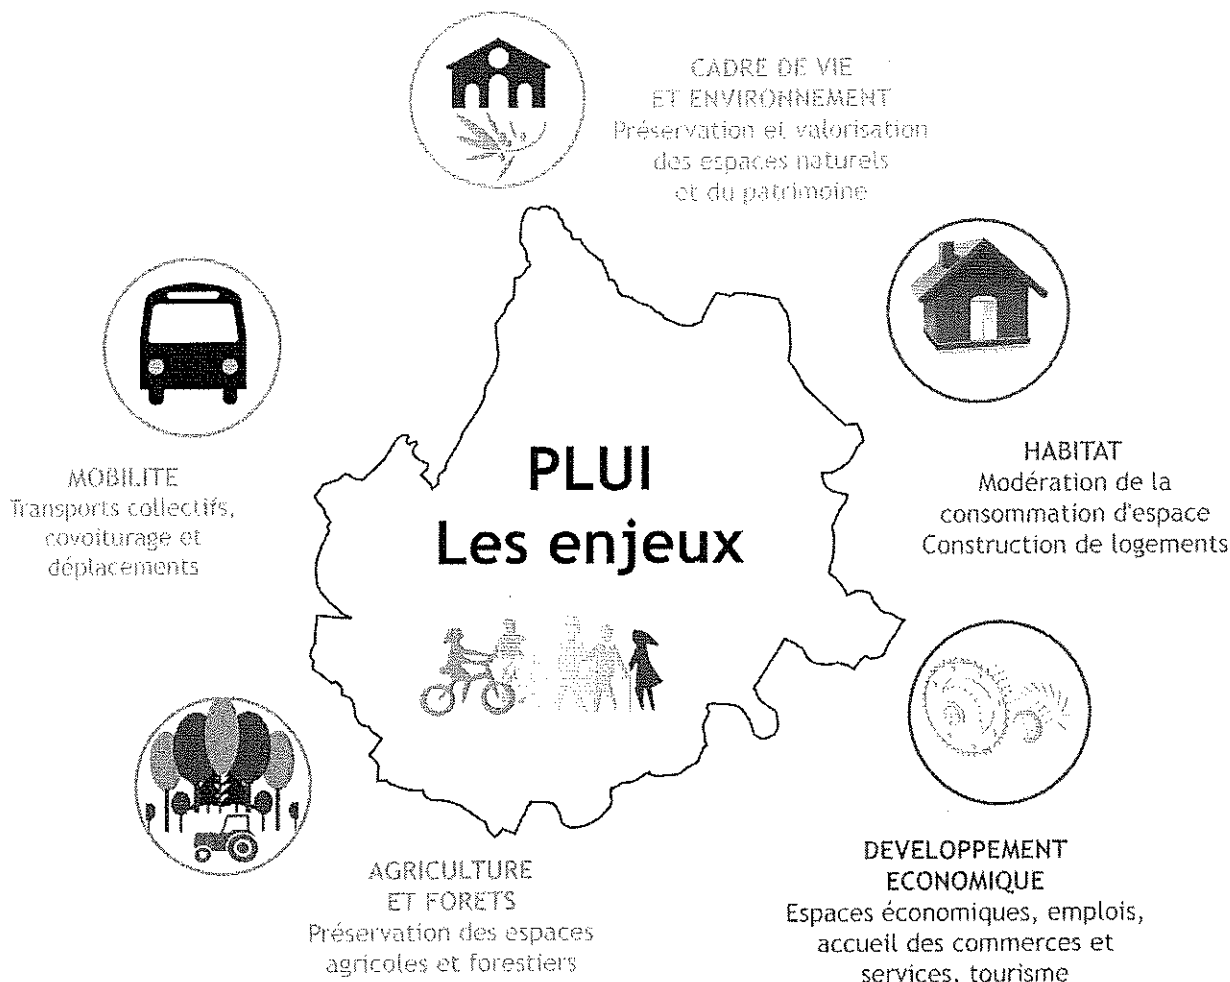 CADRE DE VIE
ET ENVIRONNEMENT
Préservation et valorisation
des espaces naturels
et du patrimoine
MOBILITE
Transports collectifs,
covoiturage et
déplacements
PLUI
Les enjeux
HABITAT
Modération de la
consommation d'espace
Construction de logements
AGRICULTURE
ET FORETS
Préservation des espaces
agricoles et forestiers
DEVELOPPEMENT
ECONOMIQUE
Espaces économiques, emplois,
accueil des commerces et
services, tourisme